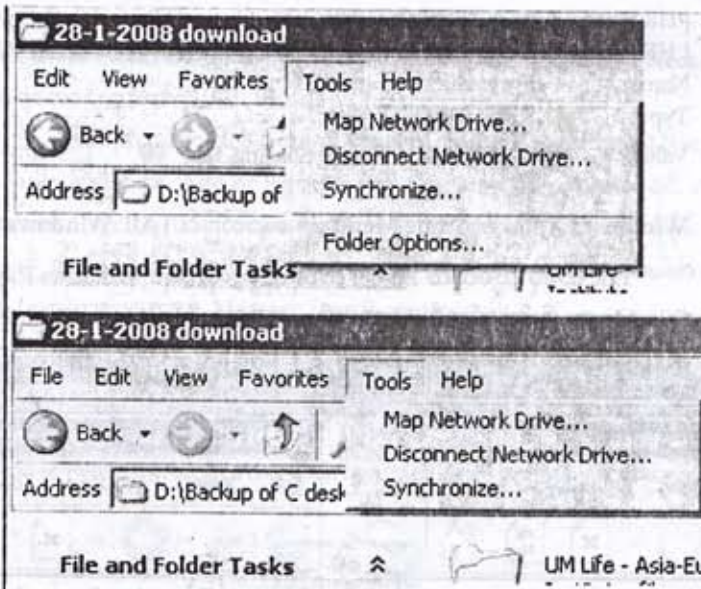 28-1-2008 download
Edit View Favorites Tools Help
Back
Map Network Drive...
Disconnect Network Drive...
Address D:\Backup of
Synchronize...
Folder Options...
File and Folder Tasks
UM Life -
28-1-2008 download
File Edit View Favorites Tools Help
Back
Map Network Drive...
Disconnect Network Drive...
Address D:\Backup of C desk
Synchronize...
File and Folder Tasks
UM Life - Asia-Eu